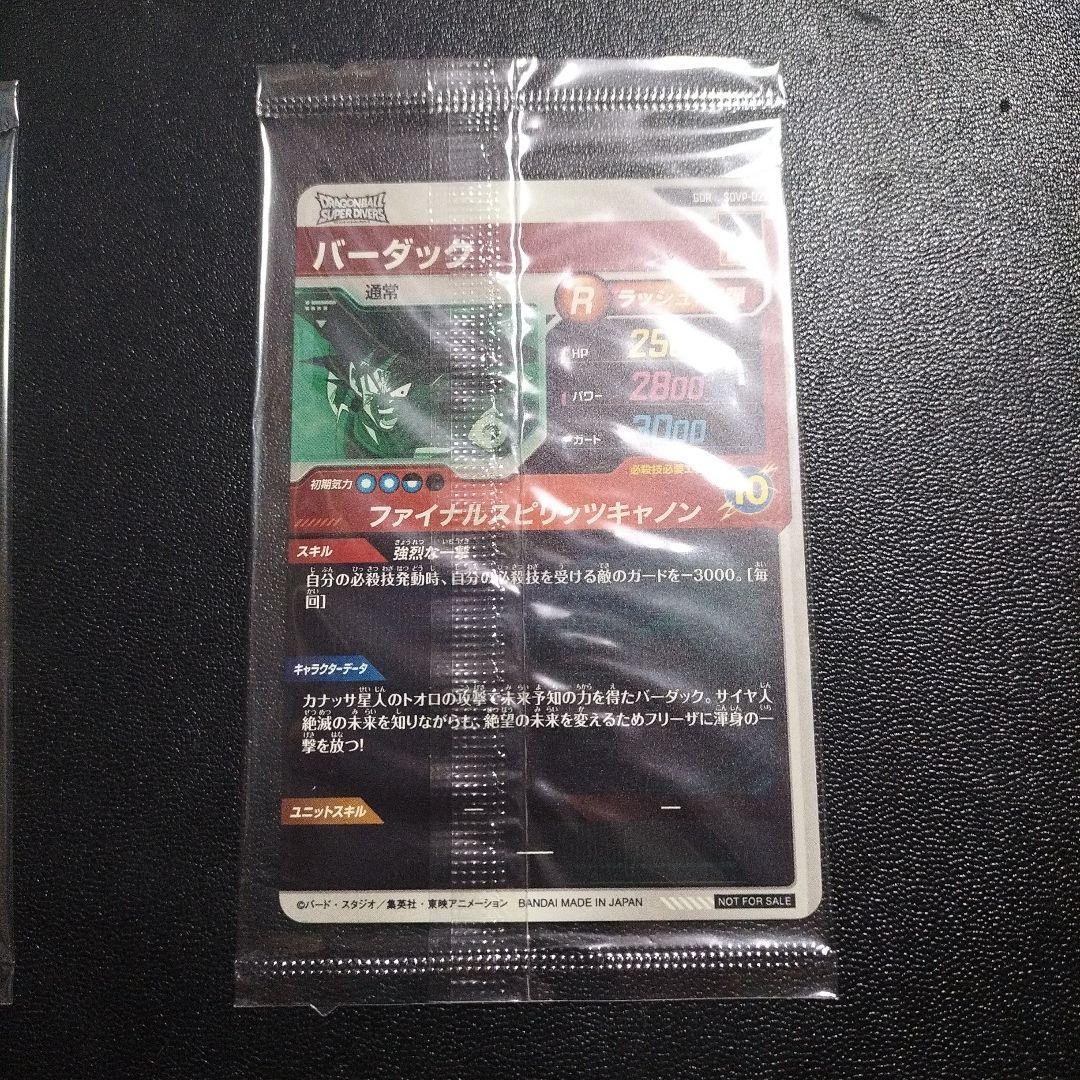 DRAGONBALL
SUPER DIVERS
バーダック
通常
R ラッシュ
HP
パワー 2800
ガード 3000
初期気力
必殺技必要
10
ファイナルスピリッツキャノン
スキル 強烈な一撃
自分の必殺技発動時、自分の必殺技を受ける敵のガードを-3000。[毎
回]
キャラクターデータ
カナッサ星人のトオロの攻撃で未来予知の力を得たバーダック。サイヤ人
絶滅の未来を知りながらも、絶望の未来を変えるためフリーザに渾身の一
撃を放つ!
ユニットスキル — —
—
©バード・スタジオ/集英社・東映アニメーション BANDAI MADE IN JAPAN NOT FOR SALE